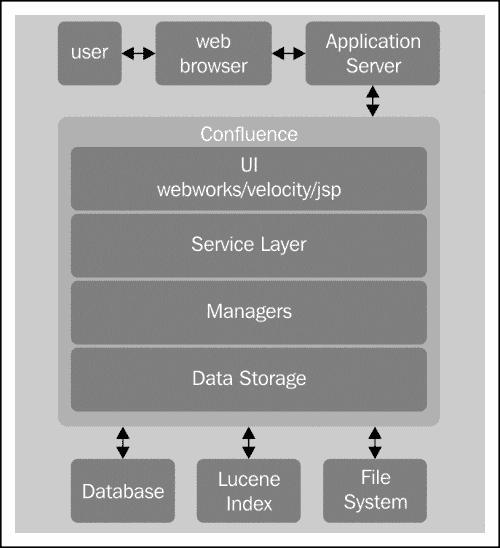 user
web
browser
Application
Server
Confluence
UI
webworks/velocity/jsp
Service Layer
Managers
Data Storage
Database
Lucene
Index
File
System